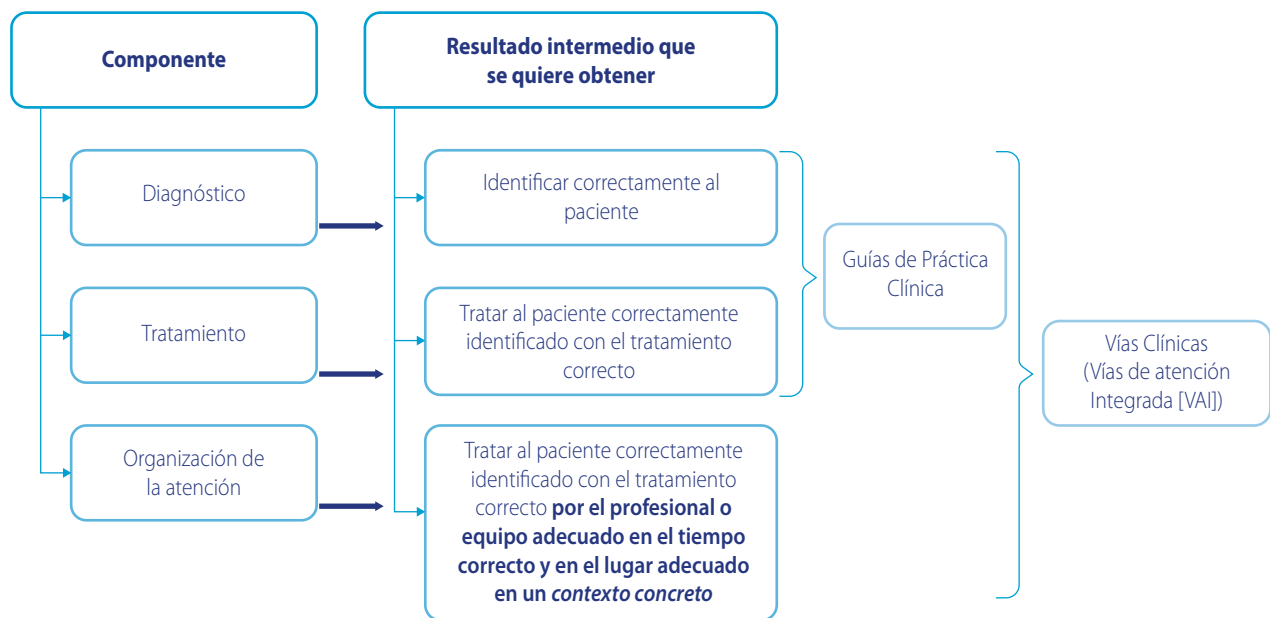 Componente
Resultado intermedio que
se quiere obtener
Diagnóstico
Identificar correctamente al
paciente
Guías de Práctica
Clínica
Tratamiento
Tratar al paciente correctamente
identificado con el tratamiento
correcto
Vías Clínicas
(Vías de atención
Integrada [VAI])
Organización de
la atención
Tratar al paciente correctamente
identificado con el tratamiento
correcto por el profesional o
equipo adecuado en el tiempo
correcto y en el lugar adecuado
en un contexto concreto